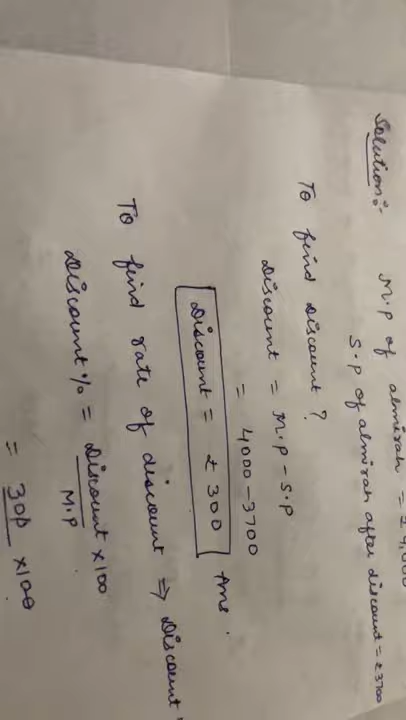 Solution:-
M.P of almirah = ₹ 4,000
S.P of almirah after discount = ₹3700
To find Discount ?
Discount = M.P - S.P
= 4000-3700
Discount = ₹ 300 Ans.
To find rate of discount ⇒ Discount
Discount % = Discount × 100
M.P
= 300 × 100